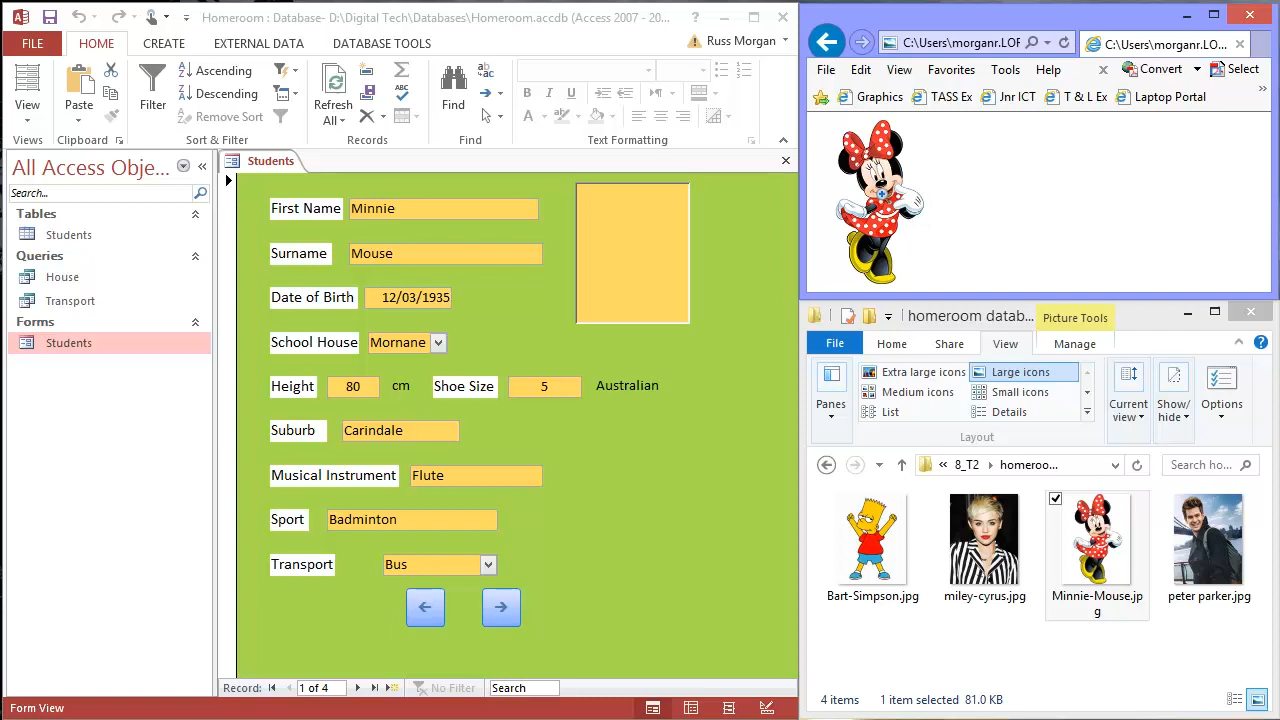 Homeroom : Database- D:\Digital Tech\Databases\Homeroom.accdb (Access 2007 - 20...
FILE HOME CREATE EXTERNAL DATA DATABASE TOOLS
Russ Morgan
View
Paste
Filter
Ascending
Descending
Remove Sort
Refresh
All
Find
Views Clipboard Sort & Filter Records Find Text Formatting
All Access Obje...
Search...
Tables
Students
Queries
House
Transport
Forms
Students
Students
First Name Minnie
Surname Mouse
Date of Birth 12/03/1935
School House Mornane
Height 80 cm Shoe Size 5 Australian
Suburb Carindale
Musical Instrument Flute
Sport Badminton
Transport Bus
Record: 1 of 4 No Filter Search
Form View
C:\Users\morganr.LOF
C:\Users\morganr.LO...
File Edit View Favorites Tools Help
Convert Select
Graphics TASS Ex Jnr ICT T & L Ex Laptop Portal
homeroom datab...
Picture Tools
File Home Share View Manage
Panes
Extra large icons Large icons
Medium icons Small icons
List Details
Layout
Current
view
Show/
hide
Options
« 8_T2 homeroo...
Search ho...
Bart-Simpson.jpg
miley-cyrus.jpg
Minnie-Mouse.jp
g
peter parker.jpg
4 items 1 item selected 81.0 KB